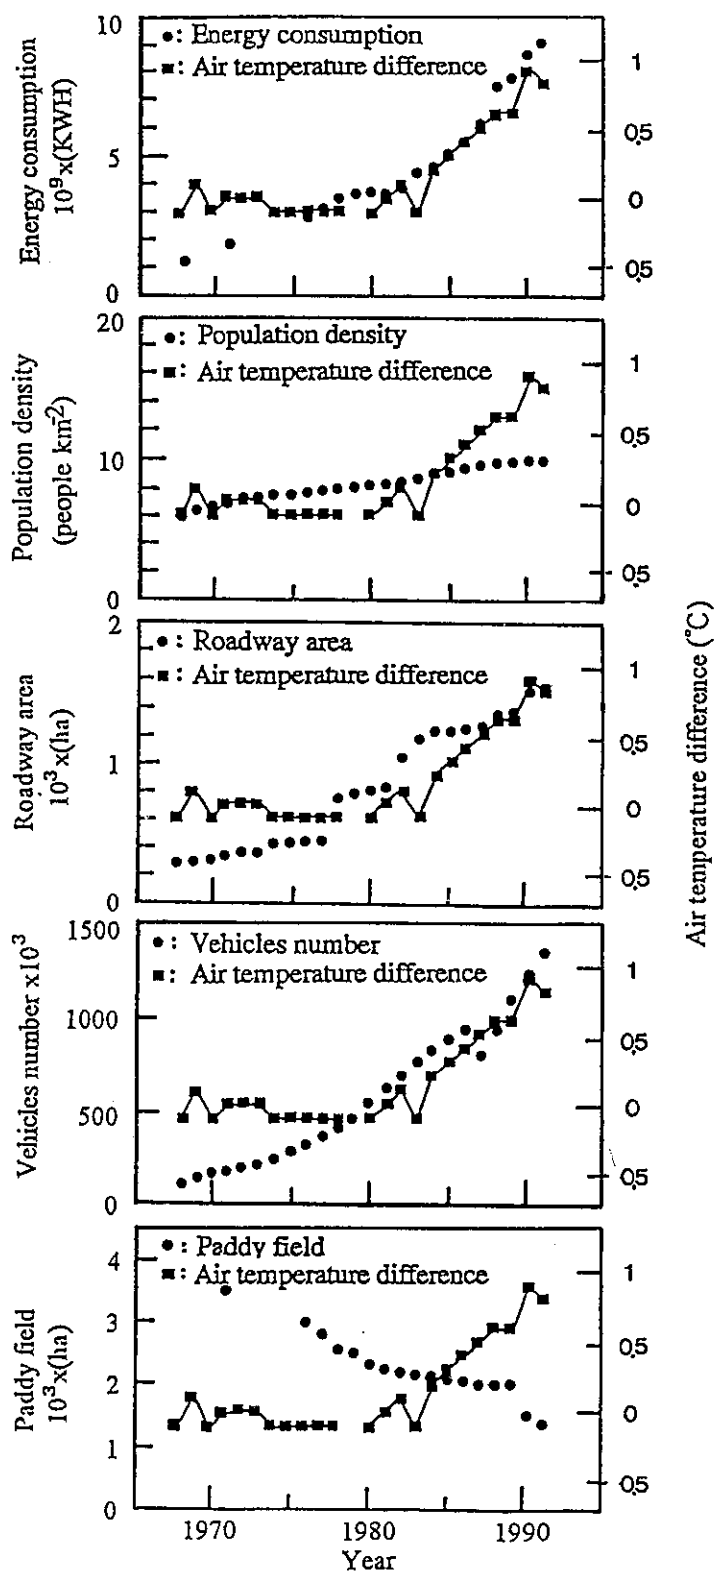 10
●: Energy consumption
■: Air temperature difference
Energy consumption
10⁹x(KWH)
5
0
1
0.5
0
0.5
20
●: Population density
■: Air temperature difference
Population density
(people km⁻²)
10
0
1
0.5
0
0.5
2
●: Roadway area
■: Air temperature difference
Roadway area
10³x(ha)
1
0
1
0.5
0
0.5
1500
●: Vehicles number
■: Air temperature difference
Vehicles number x10³
1000
500
0
1
0.5
0
0.5
4
●: Paddy field
■: Air temperature difference
Paddy field
10³x(ha)
3
2
1
0
1
0.5
0
0.5
1970
1980
1990
Year
Air temperature difference (°C)